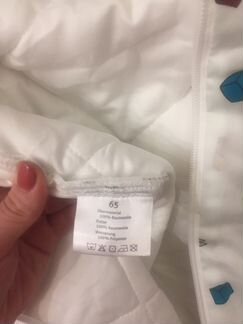 65
Obermaterial
100% Baumwolle
Futter
100% Baumwolle
Wattierung
100% Polyester